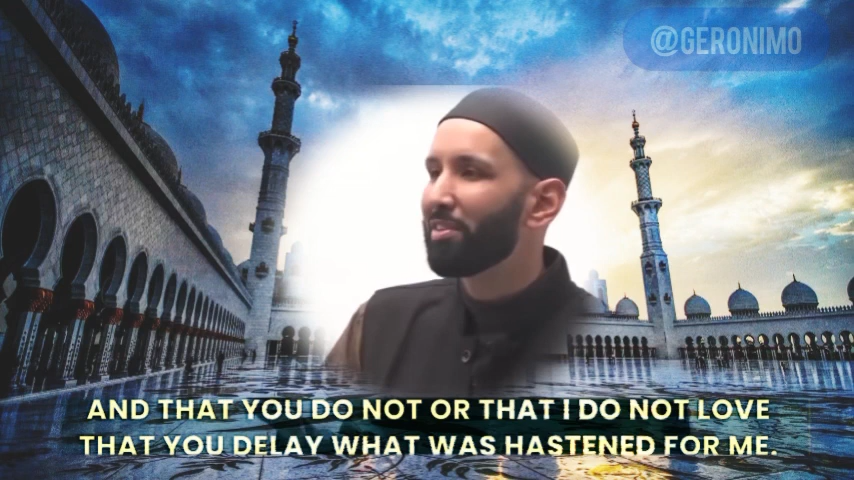 @GERONIMO
AND THAT YOU DO NOT OR THAT I DO NOT LOVE
THAT YOU DELAY WHAT WAS HASTENED FOR ME.